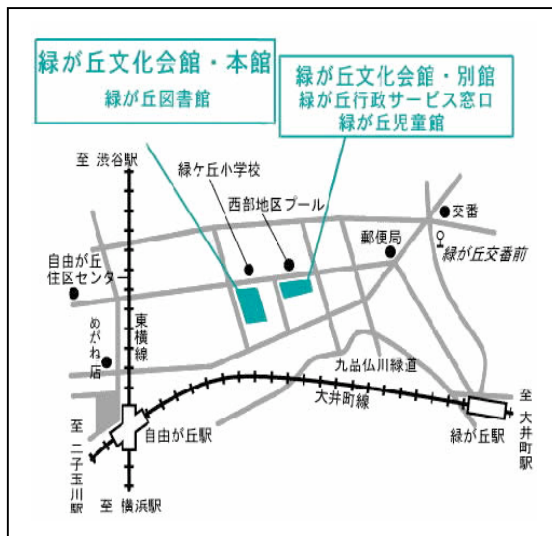 緑が丘文化会館・本館
緑が丘図書館
緑が丘文化会館・別館
緑が丘行政サービス窓口
緑が丘児童館
至 渋谷駅
緑ケ丘小学校
西部地区プール
交番
郵便局
緑が丘交番前
自由が丘
住区センター
東横線
めがね店
九品仏川緑道
大井町線
至 大井町駅
自由が丘駅
緑が丘駅
至 二子玉川駅
至 横浜駅